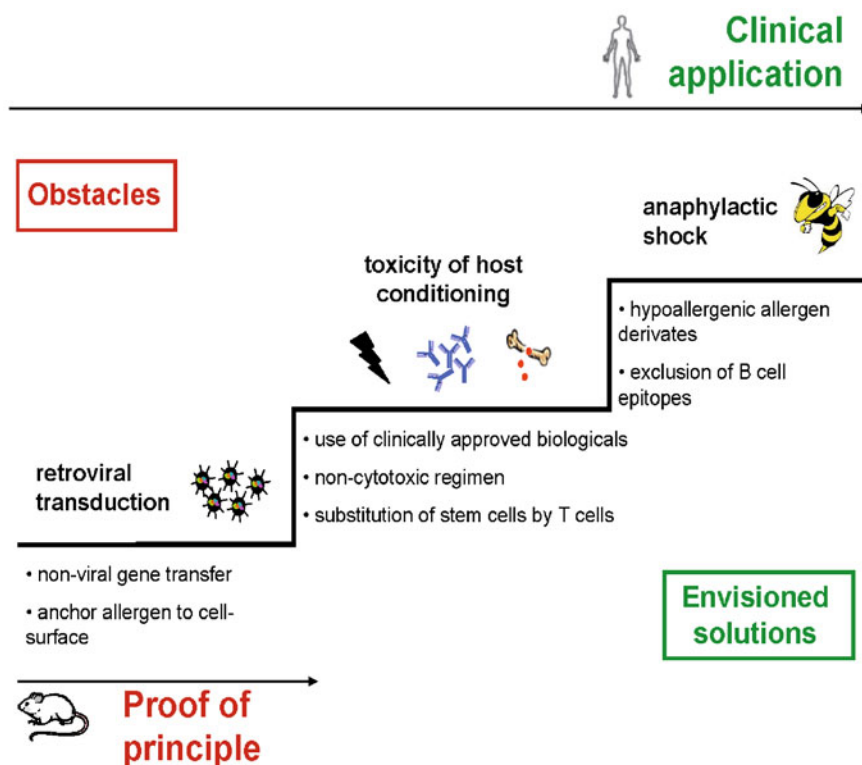 Clinical
application
Obstacles
anaphylactic
shock
toxicity of host
conditioning
• hypoallergenic allergen
derivates
• exclusion of B cell
epitopes
retroviral
transduction
• use of clinically approved biologicals
• non-cytotoxic regimen
• substitution of stem cells by T cells
• non-viral gene transfer
• anchor allergen to cell-
surface
Envisioned
solutions
Proof of
principle